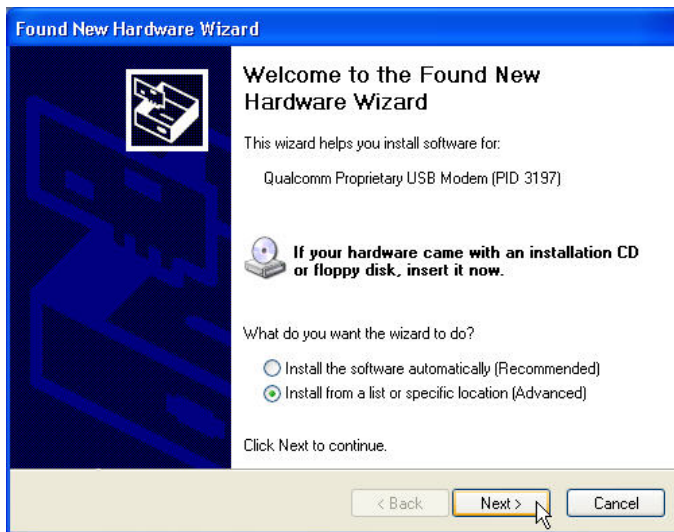 Found New Hardware Wizard
Welcome to the Found New
Hardware Wizard
This wizard helps you install software for:
Qualcomm Proprietary USB Modem (PID 3197)
If your hardware came with an installation CD
or floppy disk, insert it now.
What do you want the wizard to do?
Install the software automatically (Recommended)
Install from a list or specific location (Advanced)
Click Next to continue.
< Back Next > Cancel